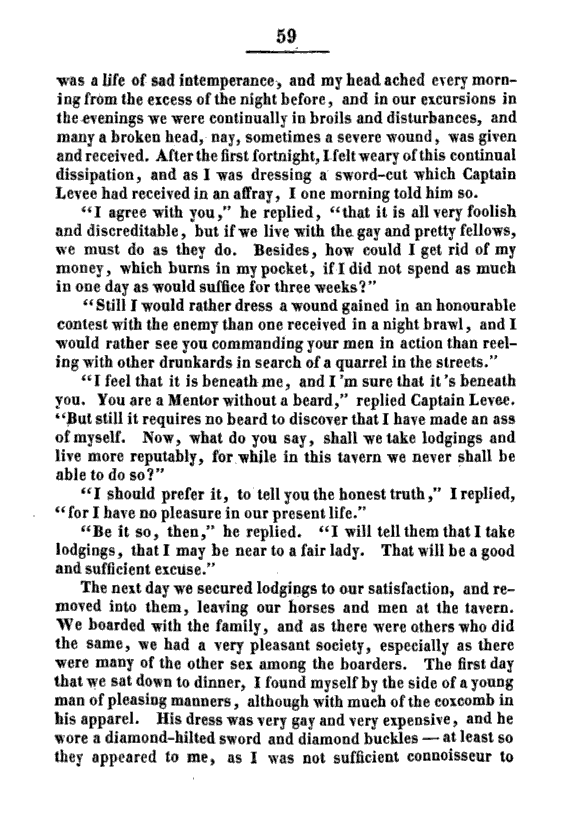 59
was a life of sad intemperance, and my head ached every morn-
ing from the excess of the night before, and in our excursions in
the evenings we were continually in broils and disturbances, and
many a broken head, nay, sometimes a severe wound, was given
and received. After the first fortnight, I felt weary of this continual
dissipation, and as I was dressing a sword-cut which Captain
Levee had received in an affray, I one morning told him so.
“I agree with you,” he replied, “that it is all very foolish
and discreditable, but if we live with the gay and pretty fellows,
we must do as they do. Besides, how could I get rid of my
money, which burns in my pocket, if I did not spend as much
in one day as would suffice for three weeks?”
“Still I would rather dress a wound gained in an honourable
contest with the enemy than one received in a night brawl, and I
would rather see you commanding your men in action than reel-
ing with other drunkards in search of a quarrel in the streets.”
“I feel that it is beneath me, and I ’m sure that it ’s beneath
you. You are a Mentor without a beard,” replied Captain Levee.
“But still it requires no beard to discover that I have made an ass
of myself. Now, what do you say, shall we take lodgings and
live more reputably, for while in this tavern we never shall be
able to do so?”
“I should prefer it, to tell you the honest truth,” I replied,
“for I have no pleasure in our present life.”
“Be it so, then,” he replied. “I will tell them that I take
lodgings, that I may be near to a fair lady. That will be a good
and sufficient excuse.”
The next day we secured lodgings to our satisfaction, and re-
moved into them, leaving our horses and men at the tavern.
We boarded with the family, and as there were others who did
the same, we had a very pleasant society, especially as there
were many of the other sex among the boarders. The first day
that we sat down to dinner, I found myself by the side of a young
man of pleasing manners, although with much of the coxcomb in
his apparel. His dress was very gay and very expensive, and he
wore a diamond-hilted sword and diamond buckles — at least so
they appeared to me, as I was not sufficient connoisseur to